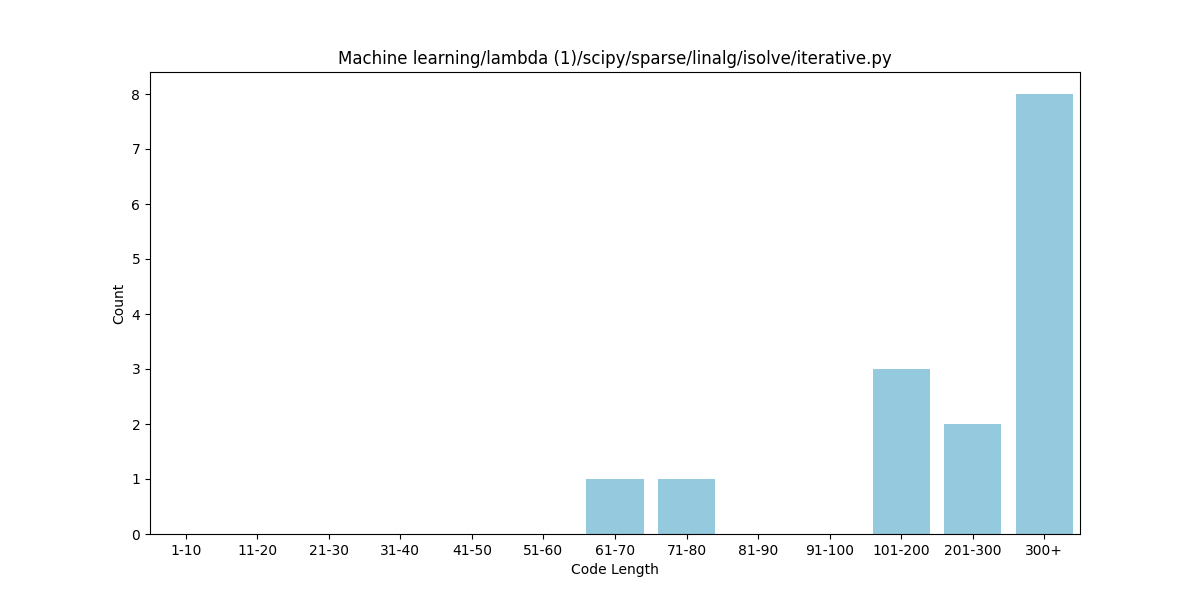 Machine learning/lambda (1)/scipy/sparse/linalg/isolve/iterative.py
8
7
6
5
4
3
2
1
0
Count
1-10 11-20 21-30 31-40 41-50 51-60 61-70 71-80 81-90 91-100 101-200 201-300 300+
Code Length